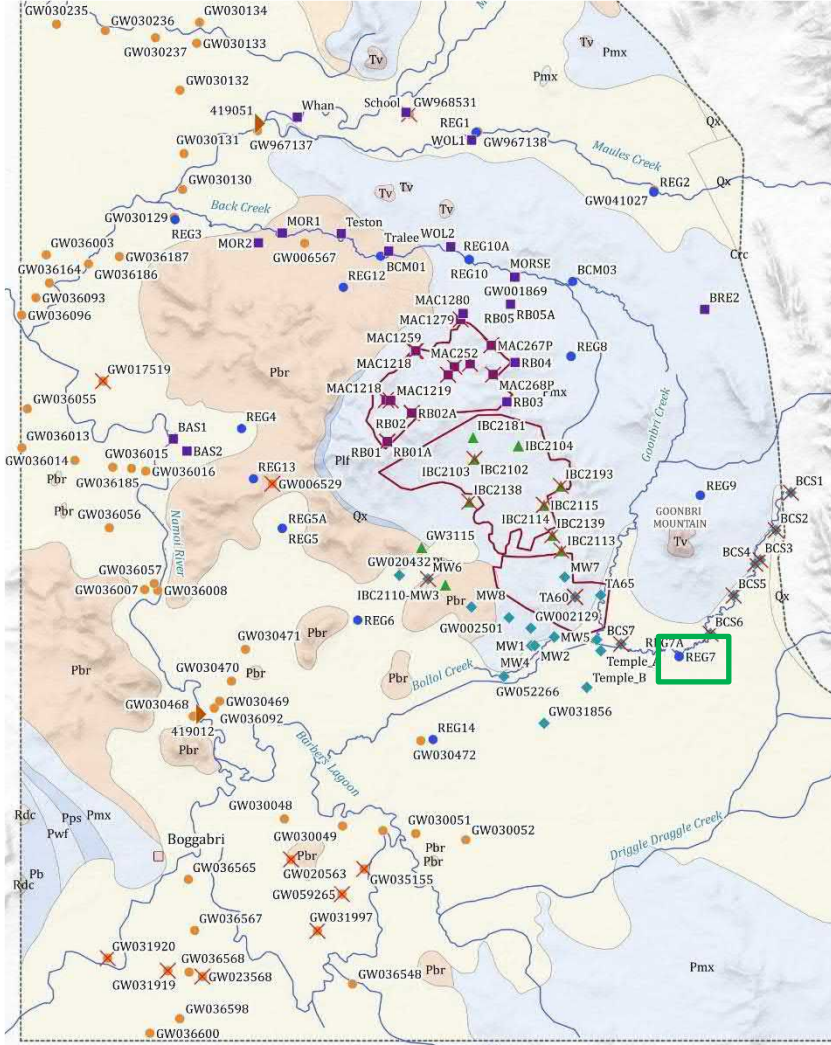 GW030235
GW030236
GW030134
GW030237
GW030133
Tv
Tv
Pmx
Pmx
GW030132
419051
Whan
School
GW968531
Qx
GW967137
REG1
WOL1
GW967138
GW030131
Maules Creek
GW030130
Tv
Tv
REG2
Qx
GW041027
Back Creek
Tv
GW030129
REG3
MOR1
MOR2
Teston
GW006567
Tralee
BCM01
WOL2
REG10A
REG10
GW036003
GW036187
GW036164
GW036186
GW036093
GW036096
REG12
MORSE
BCM03
Crc
GW001869
RB05
RB05A
BRE2
MAC1280
MAC1279
MAC1259
MAC1218
MAC252
MAC267P
REG8
RB04
MAC268P
Pmx
GW017519
Pbr
MAC1218
MAC1219
RB02A
RB02
RB03
GW036055
REG4
BAS1
BAS2
GW036013
GW036014
GW036015
GW036016
GW036185
Pbr
Pbr
RB01
RB01A
Plf
IBC2181
IBC2104
IBC2103
IBC2102
IBC2193
IBC2138
IBC2115
IBC2114
IBC2139
IBC2113
Goonbri Creek
REG13
GW006529
REG9
BCS1
GOONBRI
MOUNTAIN
Tv
BCS2
BCS3
BCS4
BCS5
BCS6
Qx
Qx
GW036056
Namoi River
REG5A
REG5
GW3115
GW020432
MW6
IBC2110-MW3
Pbr
GW036057
GW036007
GW036008
MW7
TA65
TA60
MW8
GW002129
GW002501
REG6
Pbr
MW5
BCS7
REG7A
REG7
MW1
MW2
MW4
Temple_A
Temple_B
GW030471
GW030470
Pbr
Bollol Creek
GW052266
GW031856
GW030468
GW030469
GW036092
419012
Pbr
Barbers Lagoon
REG14
GW030472
Rdc
Pps
Pmx
Pwf
Pb
Rdc
Boggabri
GW030048
GW030049
Pbr
GW020563
GW030051
GW030052
Pbr
Pbr
Driggle Draggle Creek
GW036565
GW035155
GW059265
GW036567
GW031997
GW031920
GW036568
GW031919
GW023568
GW036548
Pbr
Pmx
GW036598
GW036600